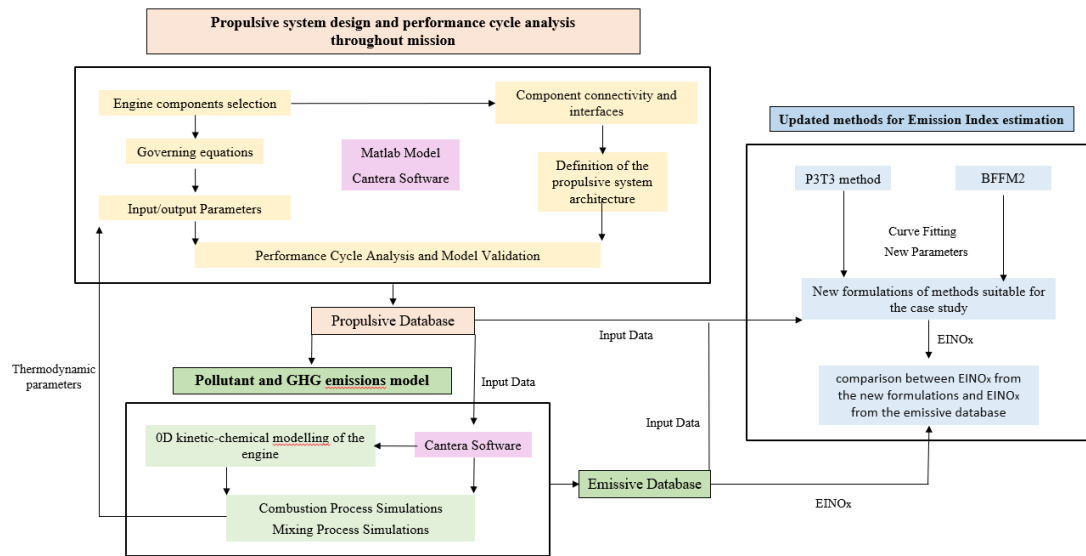 Propulsive system design and performance cycle analysis
throughout mission
Engine components selection
Component connectivity and
interfaces
Governing equations
Matlab Model
Cantera Software
Definition of the
propulsive system
architecture
Input/output Parameters
Performance Cycle Analysis and Model Validation
Updated methods for Emission Index estimation
P3T3 method
BFFM2
Curve Fitting
New Parameters
New formulations of methods suitable for
the case study
EINOx
comparison between EINOx from
the new formulations and EINOx
from the emissive database
Propulsive Database
Input Data
Thermodynamic
parameters
Pollutant and GHG emissions model
Input Data
Input Data
0D kinetic-chemical modelling of the
engine
Cantera Software
Combustion Process Simulations
Mixing Process Simulations
Emissive Database
EINOx